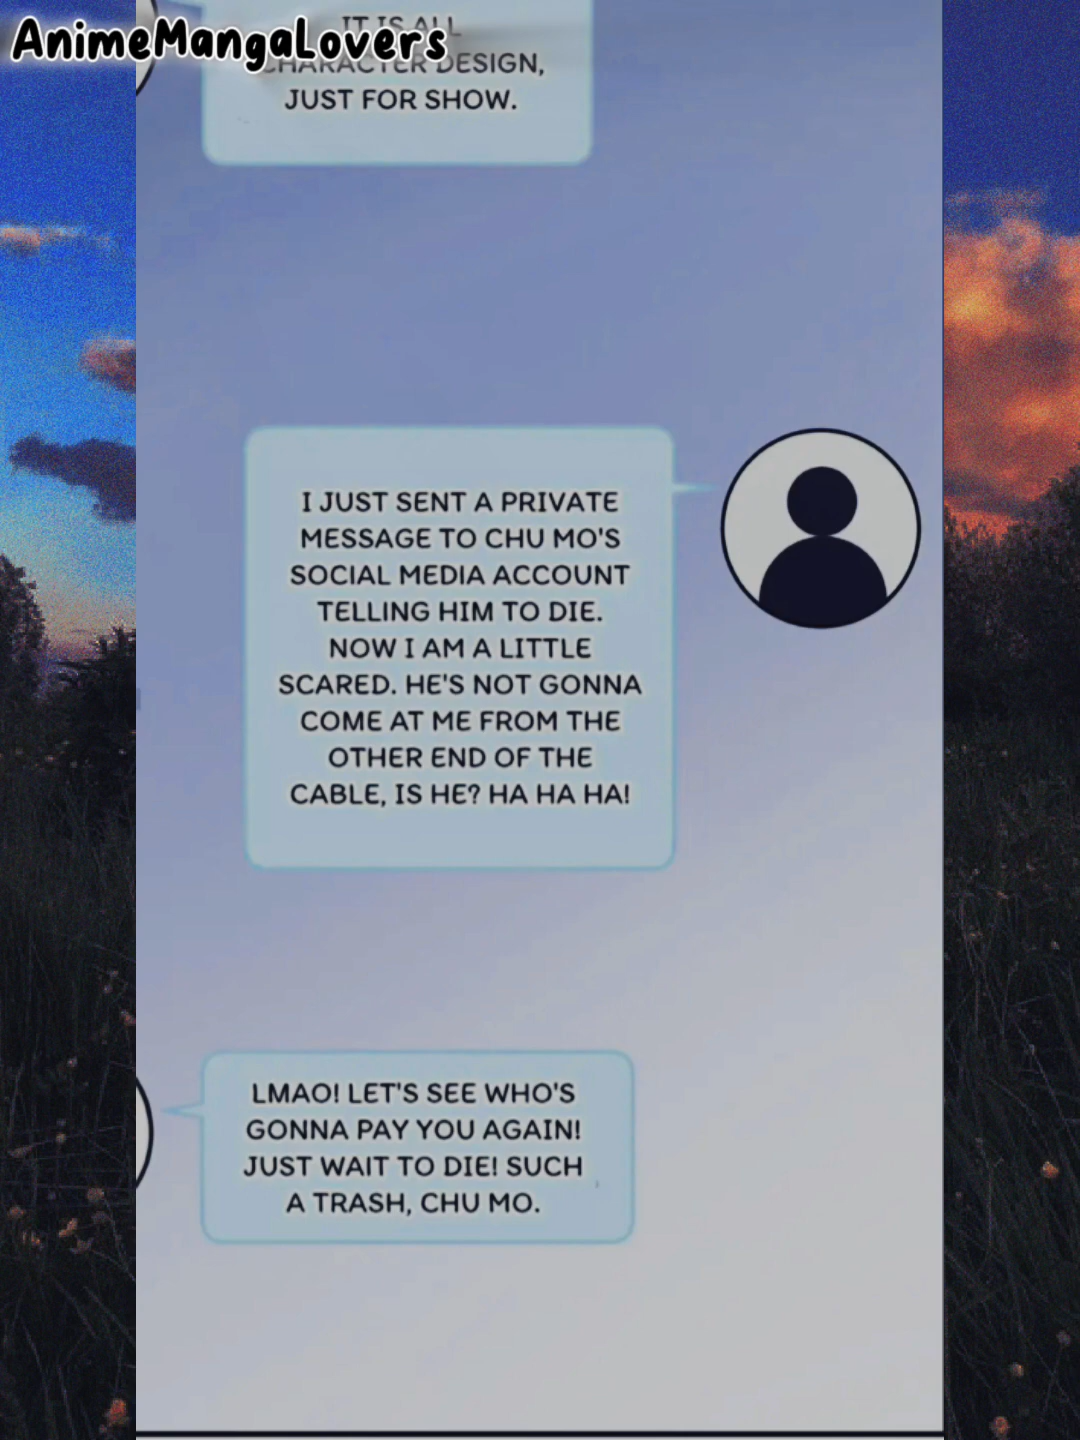 AnimeMangaLovers
IT IS ALL
CHARACTER DESIGN,
JUST FOR SHOW.
I JUST SENT A PRIVATE
MESSAGE TO CHU MO'S
SOCIAL MEDIA ACCOUNT
TELLING HIM TO DIE.
NOW I AM A LITTLE
SCARED. HE'S NOT GONNA
COME AT ME FROM THE
OTHER END OF THE
CABLE, IS HE? HA HA HA!
LMAO! LET'S SEE WHO'S
GONNA PAY YOU AGAIN!
JUST WAIT TO DIE! SUCH
A TRASH, CHU MO.